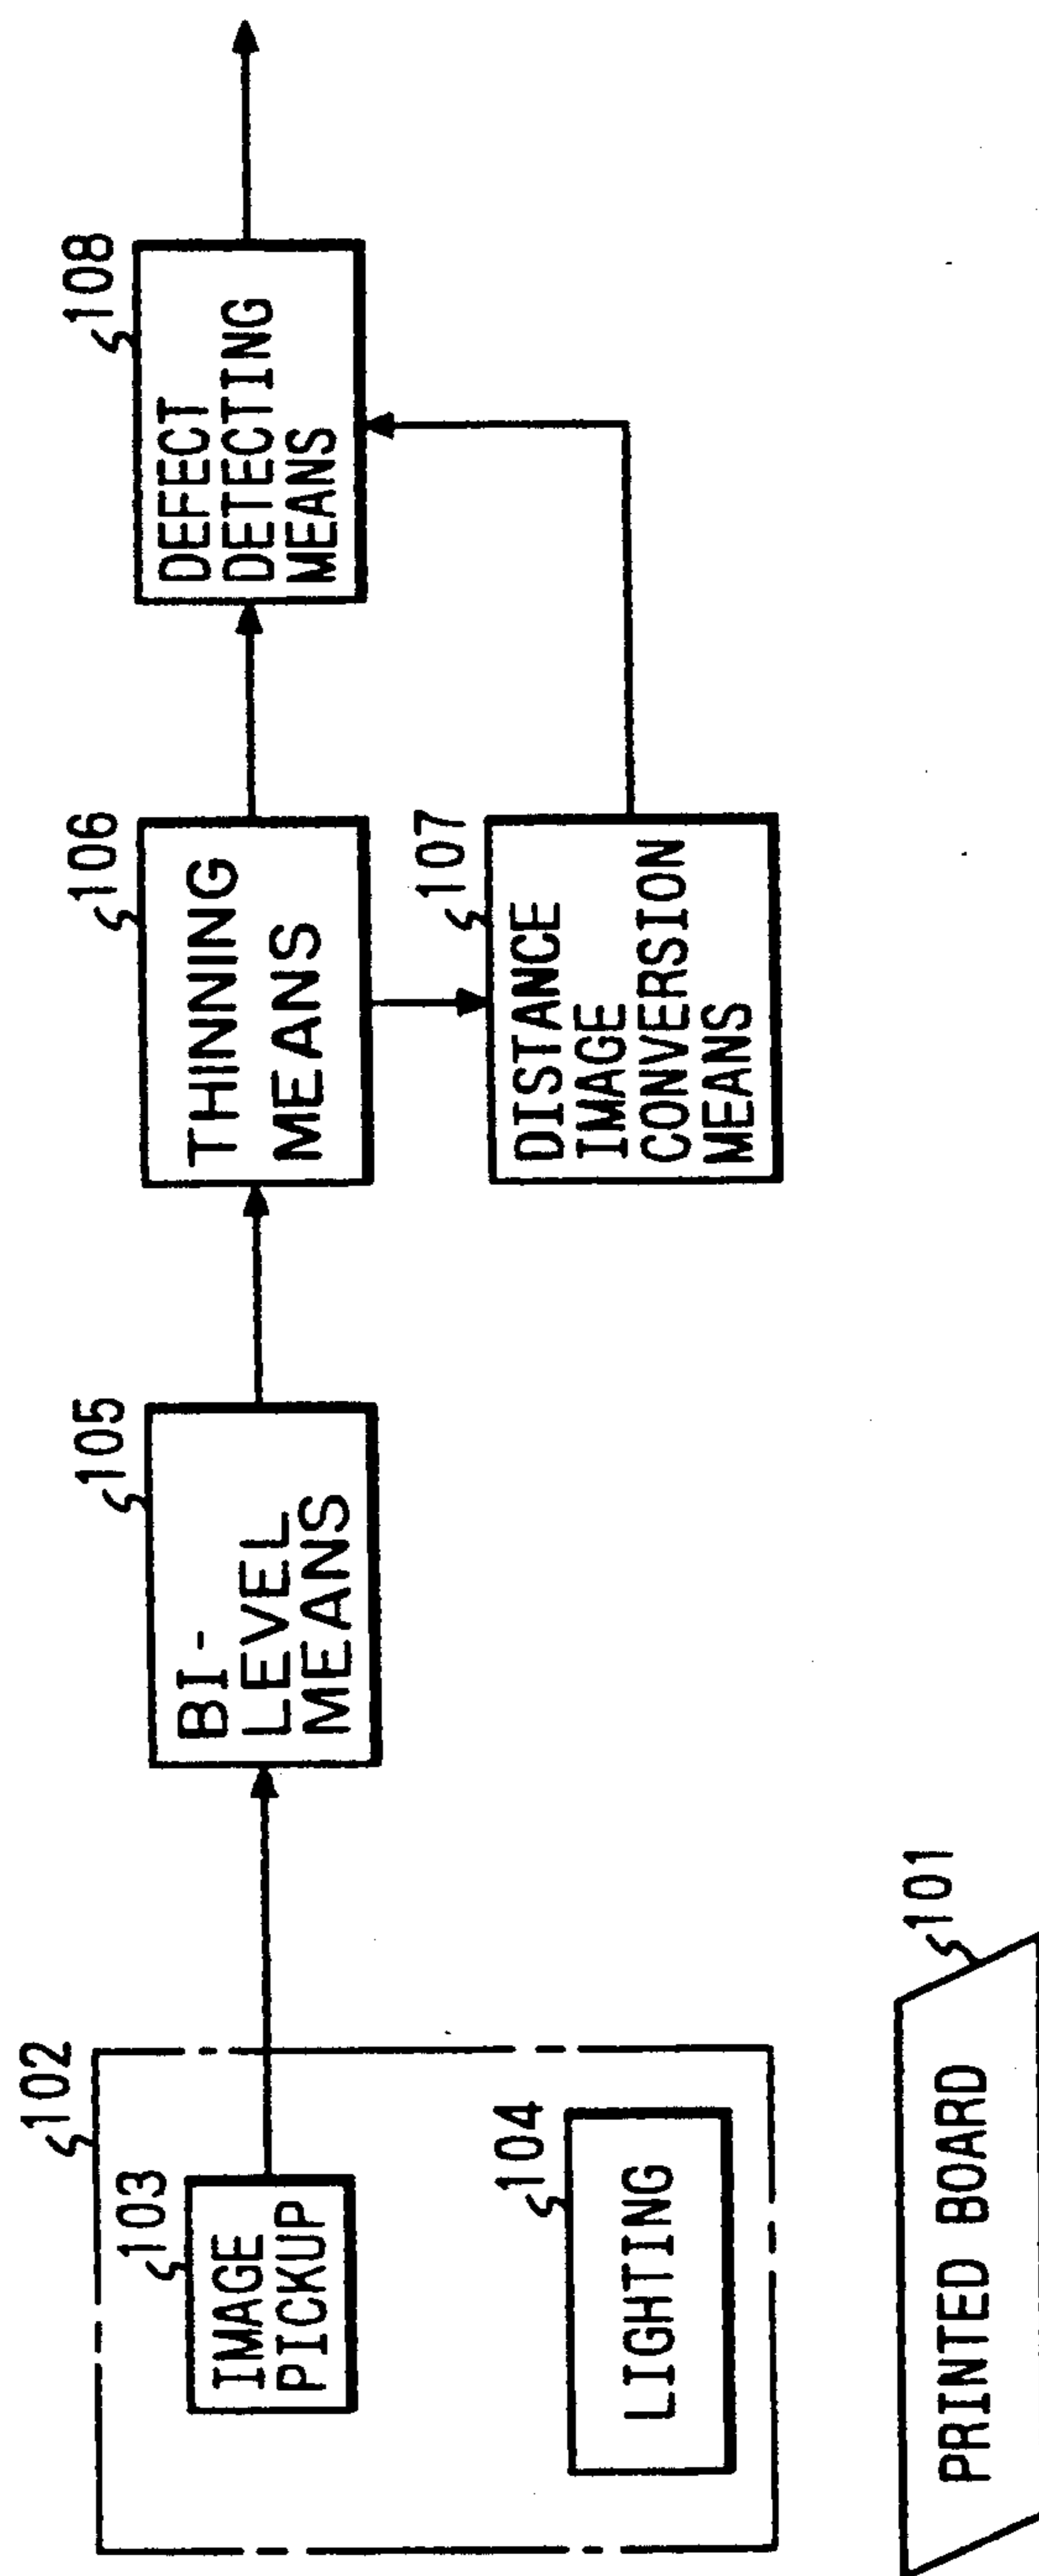 102
103
IMAGE
PICKUP
104
LIGHTING
101
PRINTED BOARD
105
BI-
LEVEL
MEANS
106
THINNING
MEANS
107
DISTANCE
IMAGE
CONVERSION
MEANS
108
DEFECT
DETECTING
MEANS